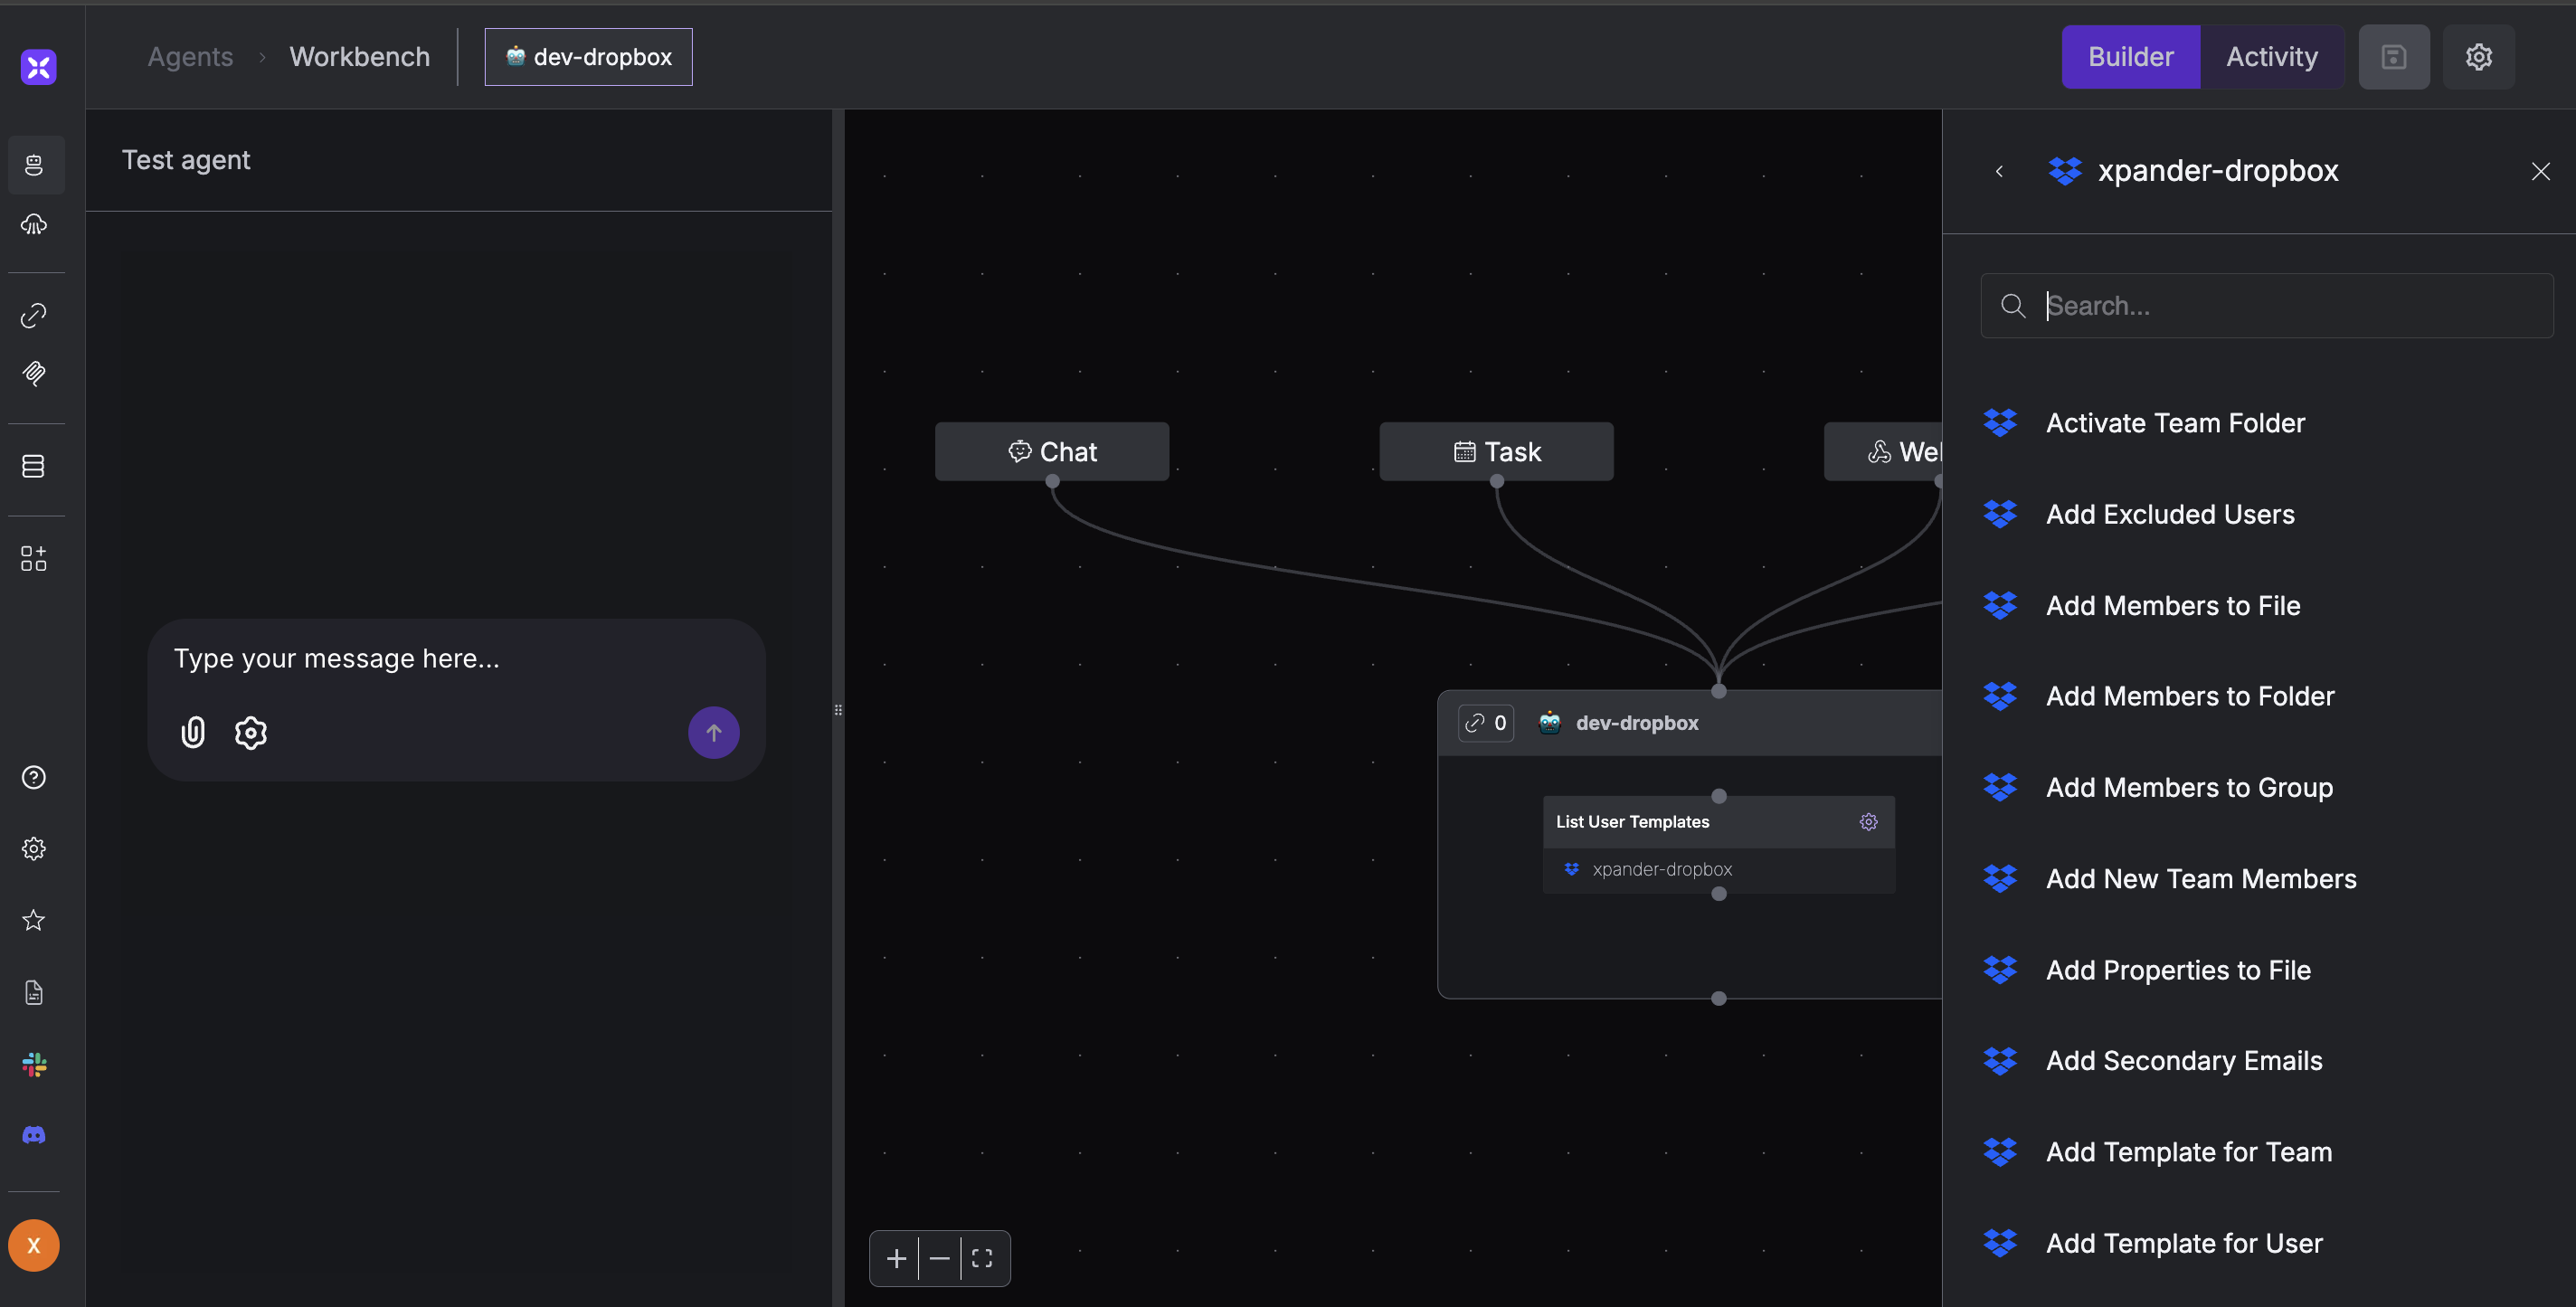 Agents › Workbench
dev-dropbox
Builder
Activity
Test agent
Type your message here...
Chat
Task
0
dev-dropbox
List User Templates
xpander-dropbox
xpander-dropbox
Search...
Activate Team Folder
Add Excluded Users
Add Members to File
Add Members to Folder
Add Members to Group
Add New Team Members
Add Properties to File
Add Secondary Emails
Add Template for Team
Add Template for User
X